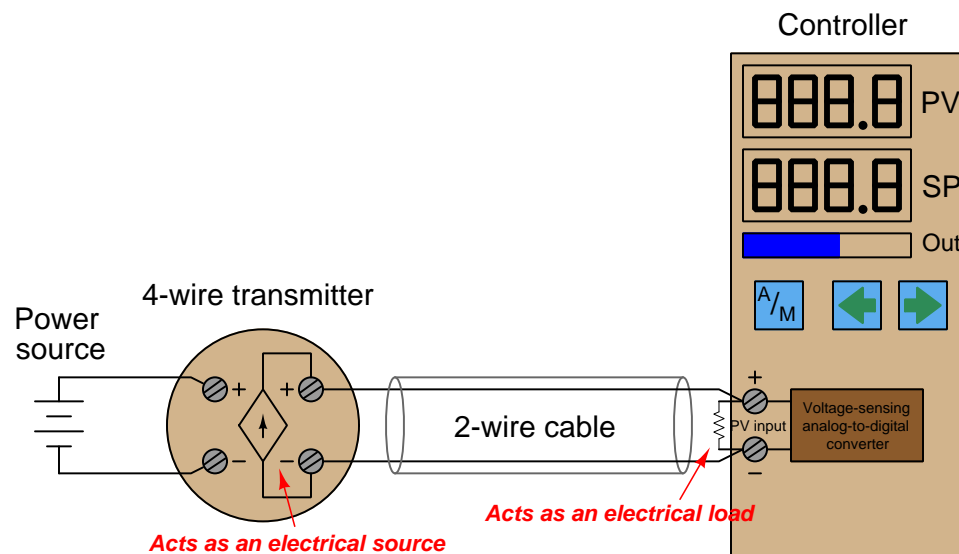 Controller
888.8 PV
888.8 SP
Out
A/M
4-wire transmitter
Power
source
+ +
- -
2-wire cable
+
PV input
-
Voltage-sensing
analog-to-digital
converter
Acts as an electrical load
Acts as an electrical source